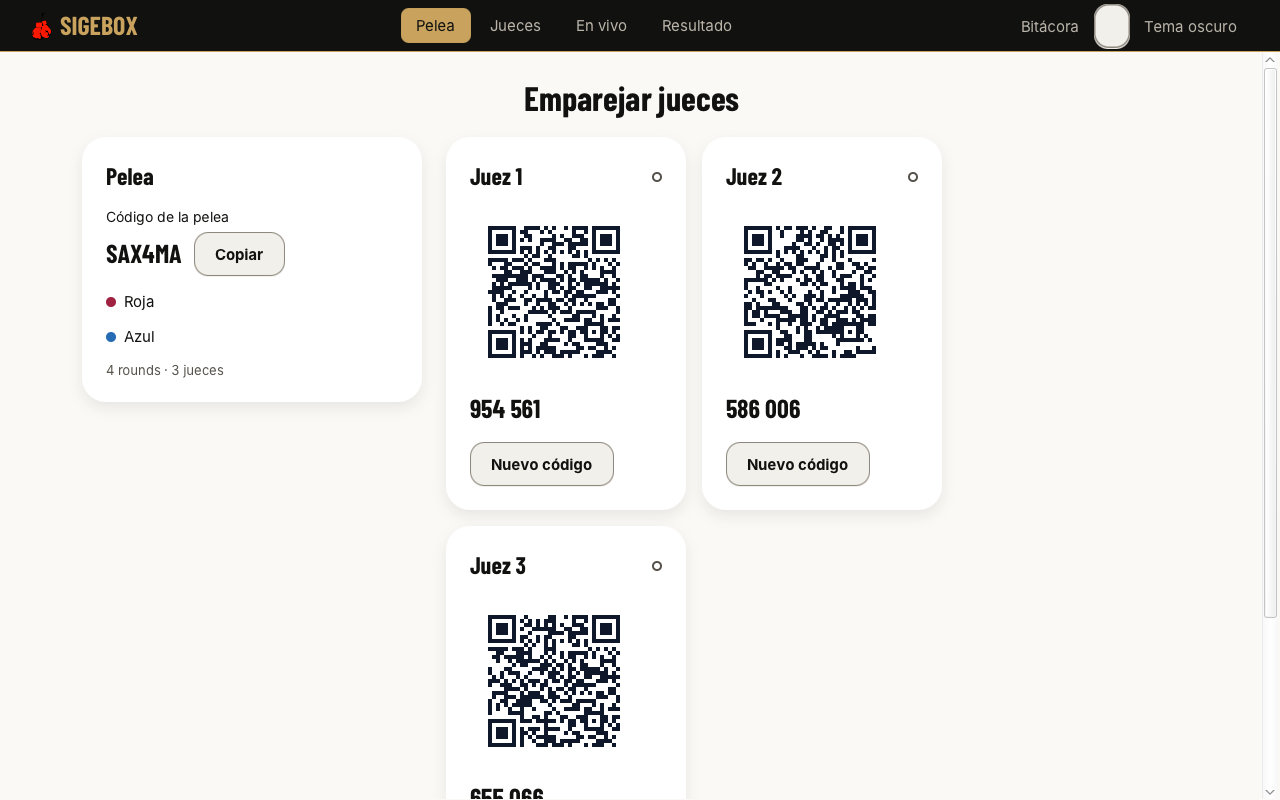 SIGEBOX
Pelea
Jueces
En vivo
Resultado
Bitácora
Tema oscuro
Emparejar jueces
Pelea
Código de la pelea
SAX4MA
Copiar
Roja
Azul
4 rounds · 3 jueces
Juez 1
954 561
Nuevo código
Juez 2
586 006
Nuevo código
Juez 3
655 066